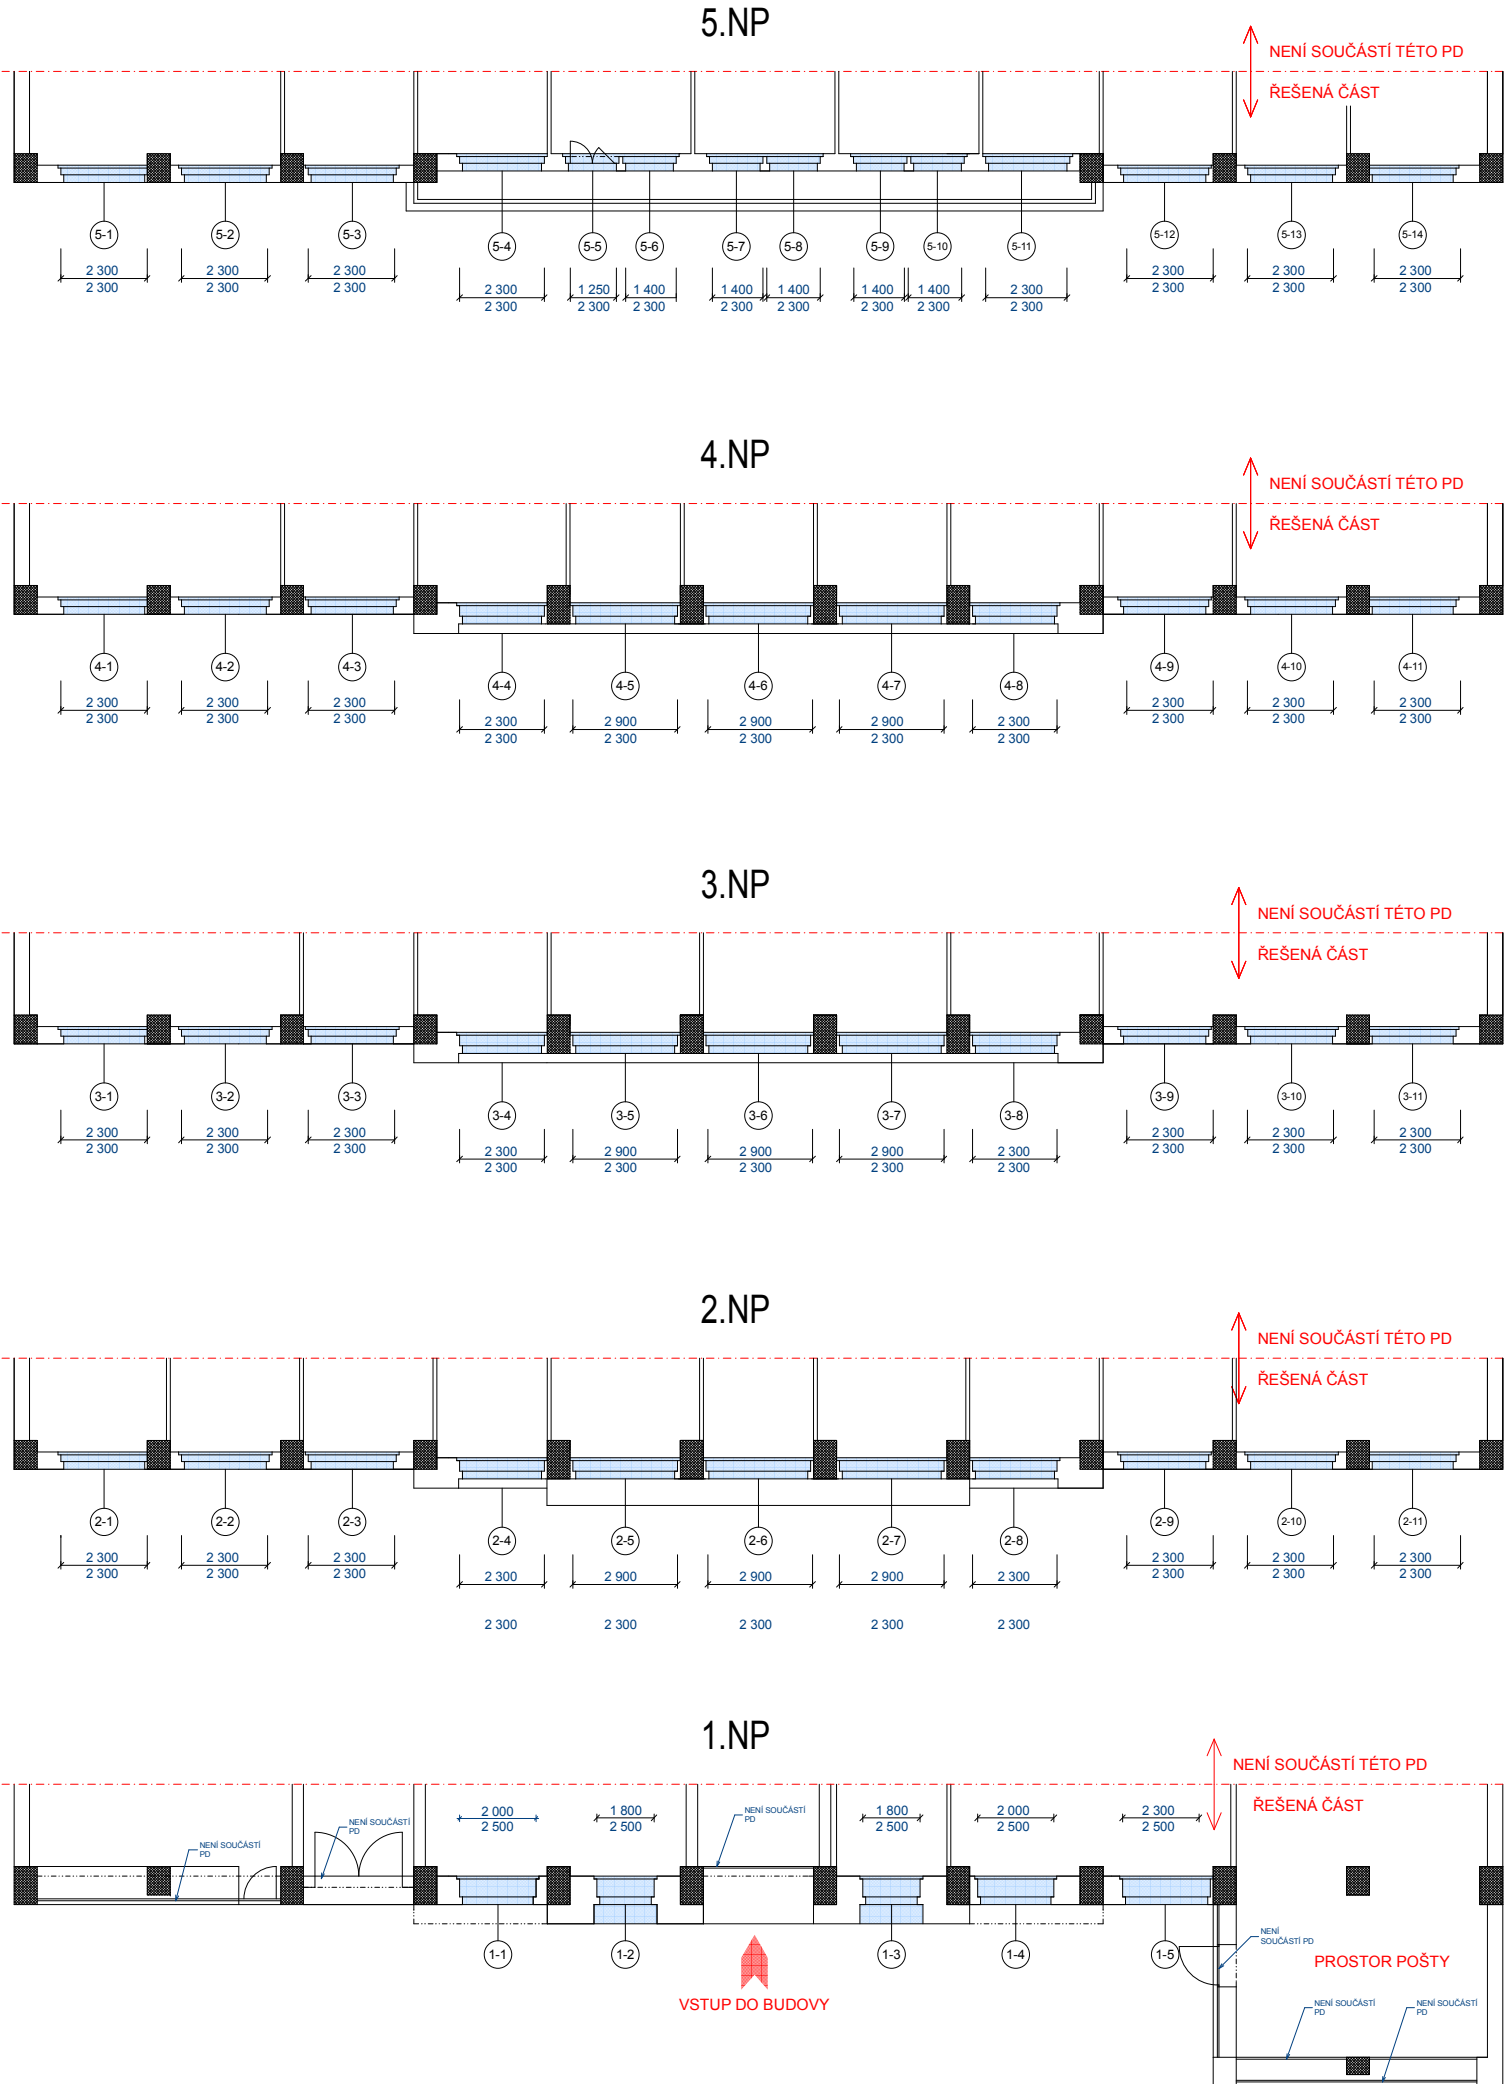 5.NP
NENÍ SOUČÁSTÍ TÉTO PD
ŘEŠENÁ ČÁST
5-1 5-2 5-3 5-4 5-5 5-6 5-7 5-8 5-9 5-10 5-11 5-12 5-13 5-14
2 300 2 300 2 300 2 300 1 250 1 400 1 400 1 400 1 400 1 400 2 300 2 300 2 300 2 300
2 300 2 300 2 300 2 300 2 300 2 300 2 300 2 300 2 300 2 300 2 300 2 300 2 300 2 300
4.NP
NENÍ SOUČÁSTÍ TÉTO PD
ŘEŠENÁ ČÁST
4-1 4-2 4-3 4-4 4-5 4-6 4-7 4-8 4-9 4-10 4-11
2 300 2 300 2 300 2 300 2 900 2 900 2 900 2 300 2 300 2 300 2 300
2 300 2 300 2 300 2 300 2 300 2 300 2 300 2 300 2 300 2 300 2 300
3.NP
NENÍ SOUČÁSTÍ TÉTO PD
ŘEŠENÁ ČÁST
3-1 3-2 3-3 3-4 3-5 3-6 3-7 3-8 3-9 3-10 3-11
2 300 2 300 2 300 2 300 2 900 2 900 2 900 2 300 2 300 2 300 2 300
2 300 2 300 2 300 2 300 2 300 2 300 2 300 2 300 2 300 2 300 2 300
2.NP
NENÍ SOUČÁSTÍ TÉTO PD
ŘEŠENÁ ČÁST
2-1 2-2 2-3 2-4 2-5 2-6 2-7 2-8 2-9 2-10 2-11
2 300 2 300 2 300 2 300 2 900 2 900 2 900 2 300 2 300 2 300 2 300
2 300 2 300 2 300 2 300 2 300 2 300 2 300 2 300 2 300 2 300 2 300
1.NP
NENÍ SOUČÁSTÍ TÉTO PD
ŘEŠENÁ ČÁST
2 000 1 800 1 800 2 000 2 300
2 500 2 500 2 500 2 500 2 500
NENÍ SOUČÁSTÍ
PD
NENÍ SOUČÁSTÍ
PD
NENÍ SOUČÁSTÍ
PD
1-1 1-2 1-3 1-4 1-5
NENÍ
SOUČÁSTÍ PD
PROSTOR POŠTY
VSTUP DO BUDOVY
NENÍ SOUČÁSTÍ
PD
NENÍ SOUČÁSTÍ
PD